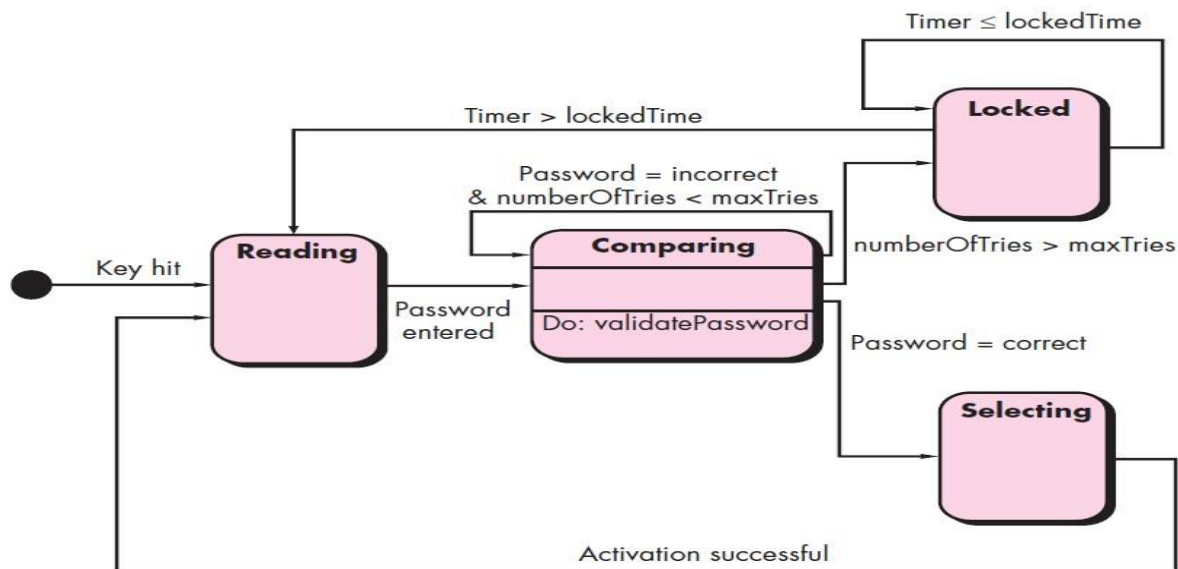 Timer ≤ lockedTime
Locked
Timer > lockedTime
Password = incorrect
& numberOfTries < maxTries
Reading
Comparing
numberOfTries > maxTries
Key hit
Password
entered
Do: validatePassword
Password = correct
Selecting
Activation successful